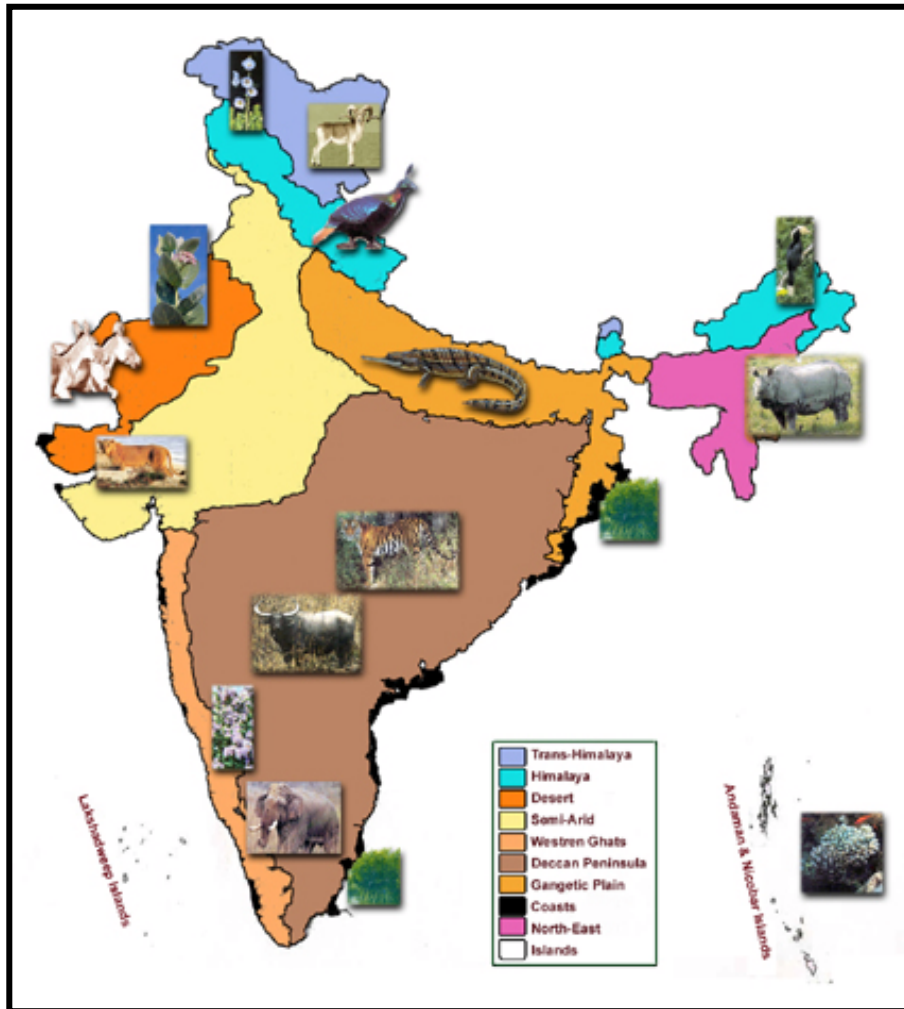 Trans-Himalaya
Himalaya
Desert
Semi-Arid
Westren Ghats
Deccan Peninsula
Gangetic Plain
Coasts
North-East
Islands
Lakshadweep Islands
Andaman & Nicobar Islands